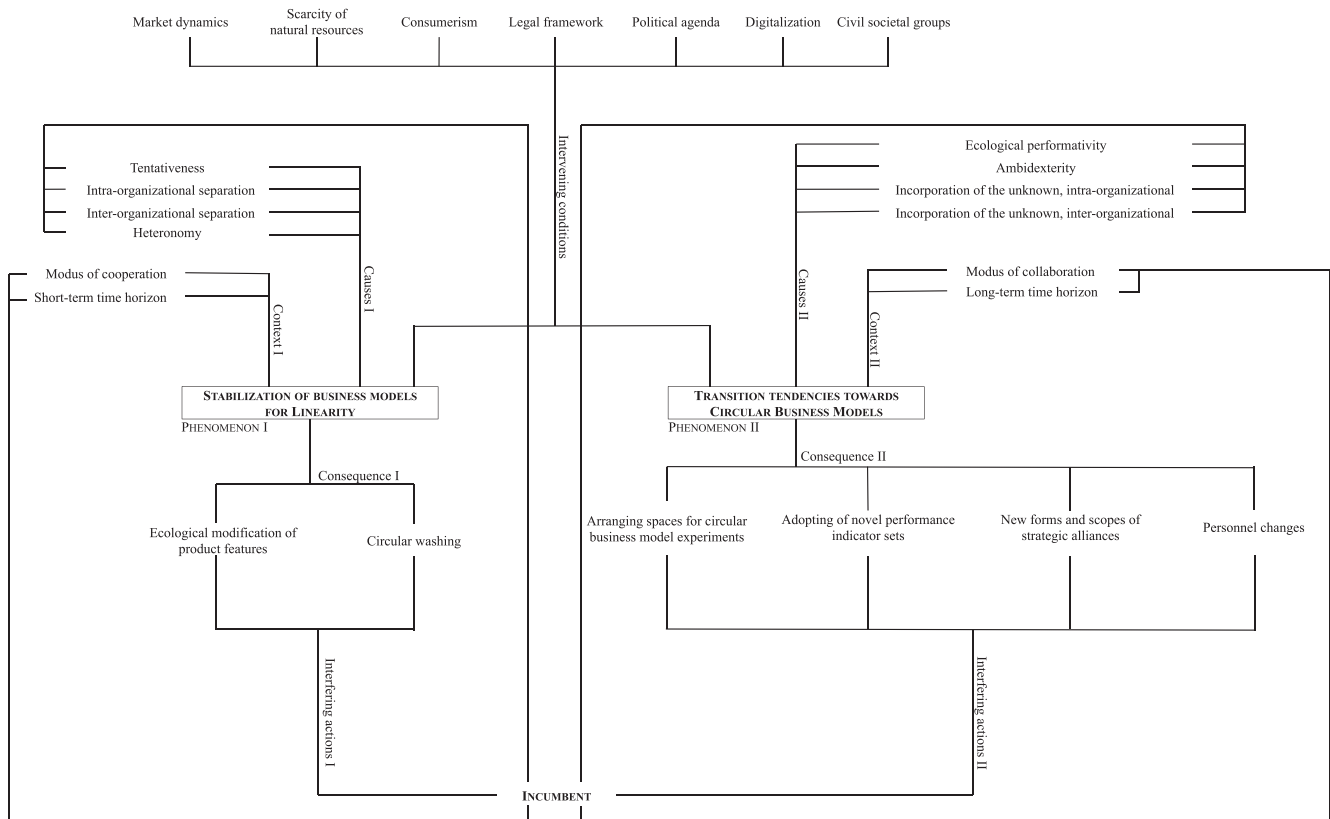 Market dynamics
Scarcity of
natural resources
Consumerism
Legal framework
Political agenda
Digitalization
Civil societal groups
Intervening conditions
Tentativeness
Intra-organizational separation
Inter-organizational separation
Heteronomy
Causes I
Modus of cooperation
Short-term time horizon
Context I
Ecological performativity
Ambidexterity
Incorporation of the unknown, intra-organizational
Incorporation of the unknown, inter-organizational
Causes II
Modus of collaboration
Long-term time horizon
Context II
STABILIZATION OF BUSINESS MODELS
FOR LINEARITY
PHENOMENON I
TRANSITION TENDENCIES TOWARDS
CIRCULAR BUSINESS MODELS
PHENOMENON II
Consequence I
Ecological modification of
product features
Circular washing
Consequence II
Arranging spaces for circular
business model experiments
Adopting of novel performance
indicator sets
New forms and scopes of
strategic alliances
Personnel changes
Interfering actions I
Interfering actions II
INCUMBENT